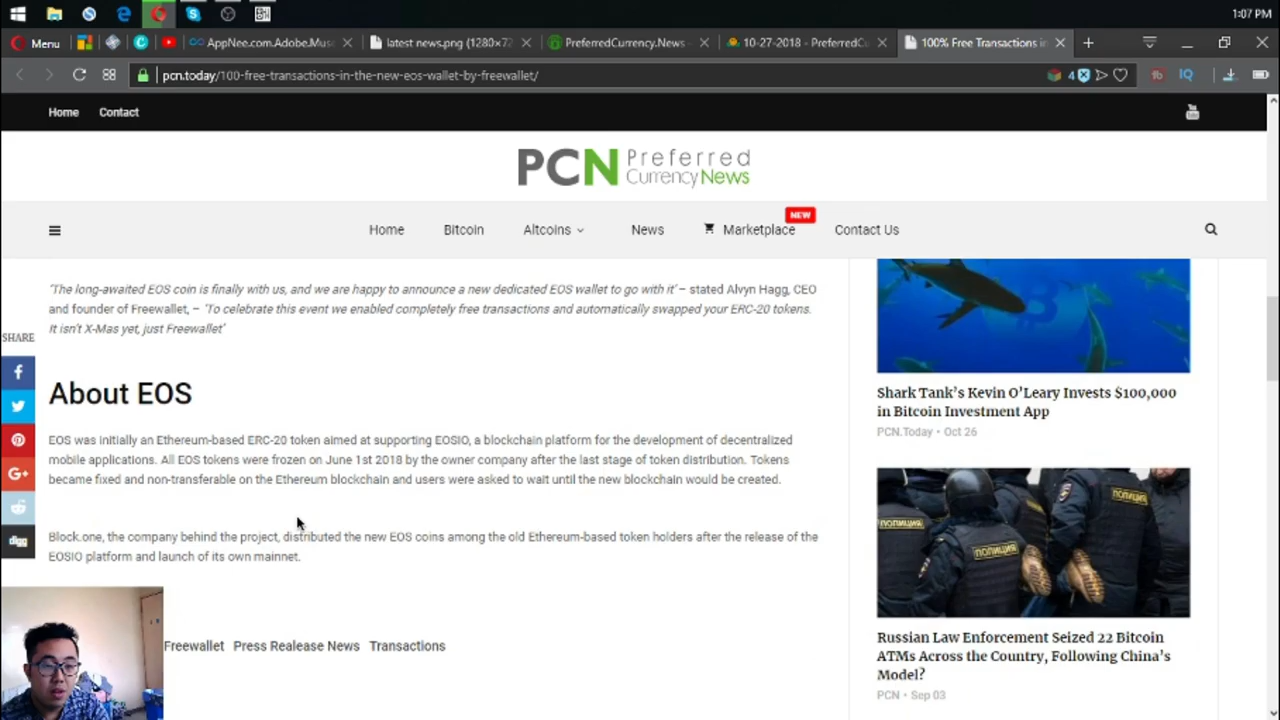 1:07 PM
Menu
AppNee.com.Adobe.Mus
latest news.png (1280×72
PreferredCurrency.News -
10-27-2018 - PreferredCu
100% Free Transactions in
88
pcn.today/100-free-transactions-in-the-new-eos-wallet-by-freewallet/
4
IQ
Home
Contact
You
PCN Preferred
Currency News
NEW
Home
Bitcoin
Altcoins
News
Marketplace
Contact Us
'The long-awaited EOS coin is finally with us, and we are happy to announce a new dedicated EOS wallet to go with it' – stated Alvyn Hagg, CEO
and founder of Freewallet, – 'To celebrate this event we enabled completely free transactions and automatically swapped your ERC-20 tokens.
It isn't X-Mas yet, just Freewallet'
SHARE
About EOS
EOS was initially an Ethereum-based ERC-20 token aimed at supporting EOSIO, a blockchain platform for the development of decentralized
mobile applications. All EOS tokens were frozen on June 1st 2018 by the owner company after the last stage of token distribution. Tokens
became fixed and non-transferable on the Ethereum blockchain and users were asked to wait until the new blockchain would be created.
digg
Block.one, the company behind the project, distributed the new EOS coins among the old Ethereum-based token holders after the release of the
EOSIO platform and launch of its own mainnet.
Freewallet Press Realease News Transactions
Shark Tank's Kevin O'Leary Invests $100,000
in Bitcoin Investment App
PCN.Today • Oct 26
ПОЛИЦИЯ
ПОЛИЦИЯ
ПОЛИЦИЯ
Russian Law Enforcement Seized 22 Bitcoin
ATMs Across the Country, Following China's
Model?
PCN • Sep 03